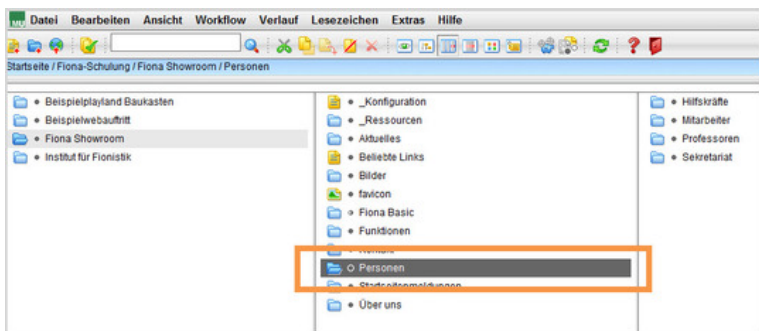 Datei Bearbeiten Ansicht Workflow Verlauf Lesezeichen Extras Hilfe
Startseite / Fiona-Schulung / Fiona Showroom / Personen
Beispielplayland Baukasten
Beispielwebauftritt
Fiona Showroom
Institut für Fionistik
_Konfiguration
_Ressourcen
Aktuelles
Beliebte Links
Bilder
favicon
Fiona Basic
Funktionen
Kontakt
Personen
Startseitenmeldungen
Über uns
Hilfskräfte
Mitarbeiter
Professoren
Sekretariat